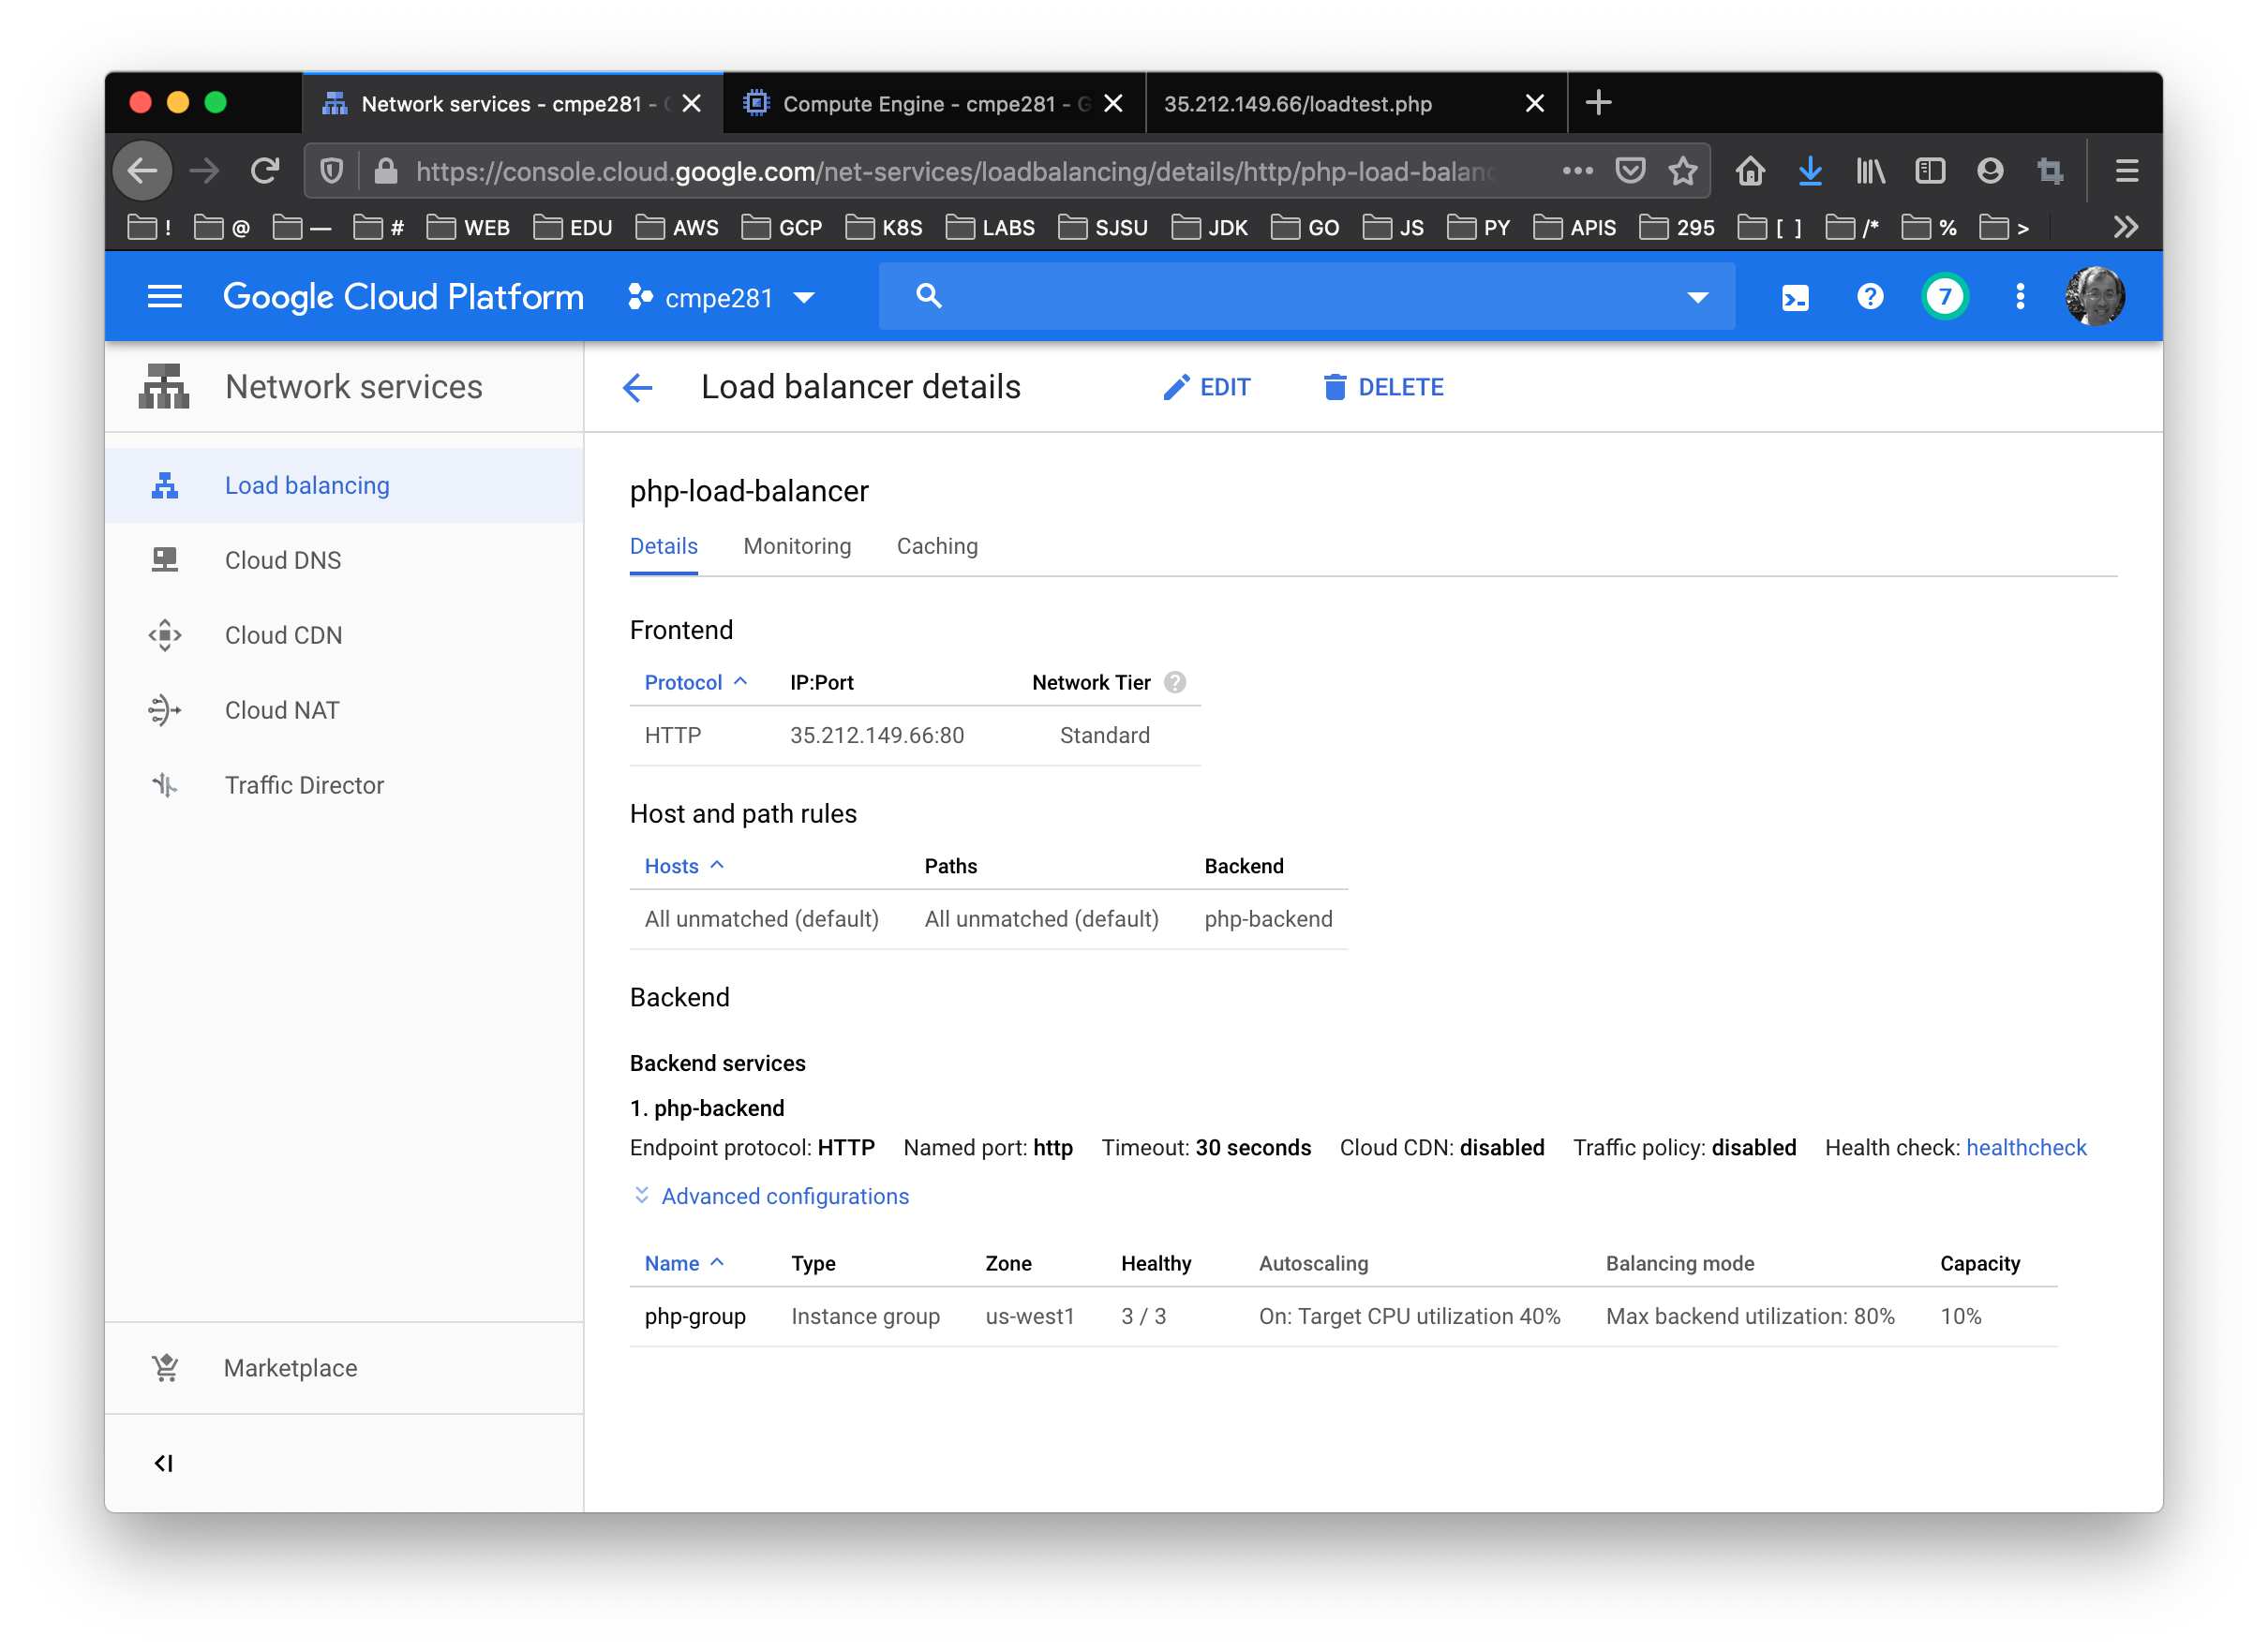 Network services - cmpe281 -
Compute Engine - cmpe281 - G
35.212.149.66/loadtest.php
https://console.cloud.google.com/net-services/loadbalancing/details/http/php-load-balanc
! @ — # WEB EDU AWS GCP K8S LABS SJSU JDK GO JS PY APIS 295 [ ] /* % >
Google Cloud Platform
cmpe281
7
Network services
Load balancer details
EDIT
DELETE
Load balancing
Cloud DNS
Cloud CDN
Cloud NAT
Traffic Director
Marketplace
php-load-balancer
Details Monitoring Caching
Frontend
Protocol IP:Port Network Tier
HTTP 35.212.149.66:80 Standard
Host and path rules
Hosts Paths Backend
All unmatched (default) All unmatched (default) php-backend
Backend
Backend services
1. php-backend
Endpoint protocol: HTTP Named port: http Timeout: 30 seconds Cloud CDN: disabled Traffic policy: disabled Health check: healthcheck
Advanced configurations
Name Type Zone Healthy Autoscaling Balancing mode Capacity
php-group Instance group us-west1 3 / 3 On: Target CPU utilization 40% Max backend utilization: 80% 10%